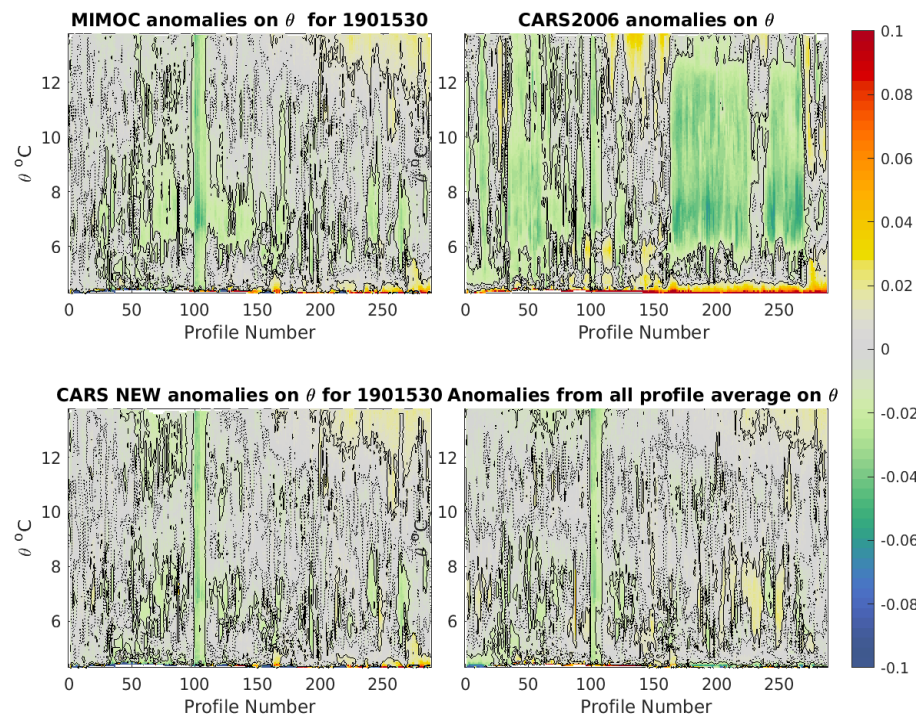 MIMOC anomalies on θ for 1901530
CARS2006 anomalies on θ
12
10
8
6
θ °C
0 50 100 150 200 250
Profile Number
12
10
8
6
θ °C
0 50 100 150 200 250
Profile Number
CARS NEW anomalies on θ for 1901530
Anomalies from all profile average on θ
12
10
8
6
θ °C
0 50 100 150 200 250
Profile Number
12
10
8
6
θ °C
0 50 100 150 200 250
Profile Number
0.1
0.08
0.06
0.04
0.02
0
-0.02
-0.04
-0.06
-0.08
-0.1